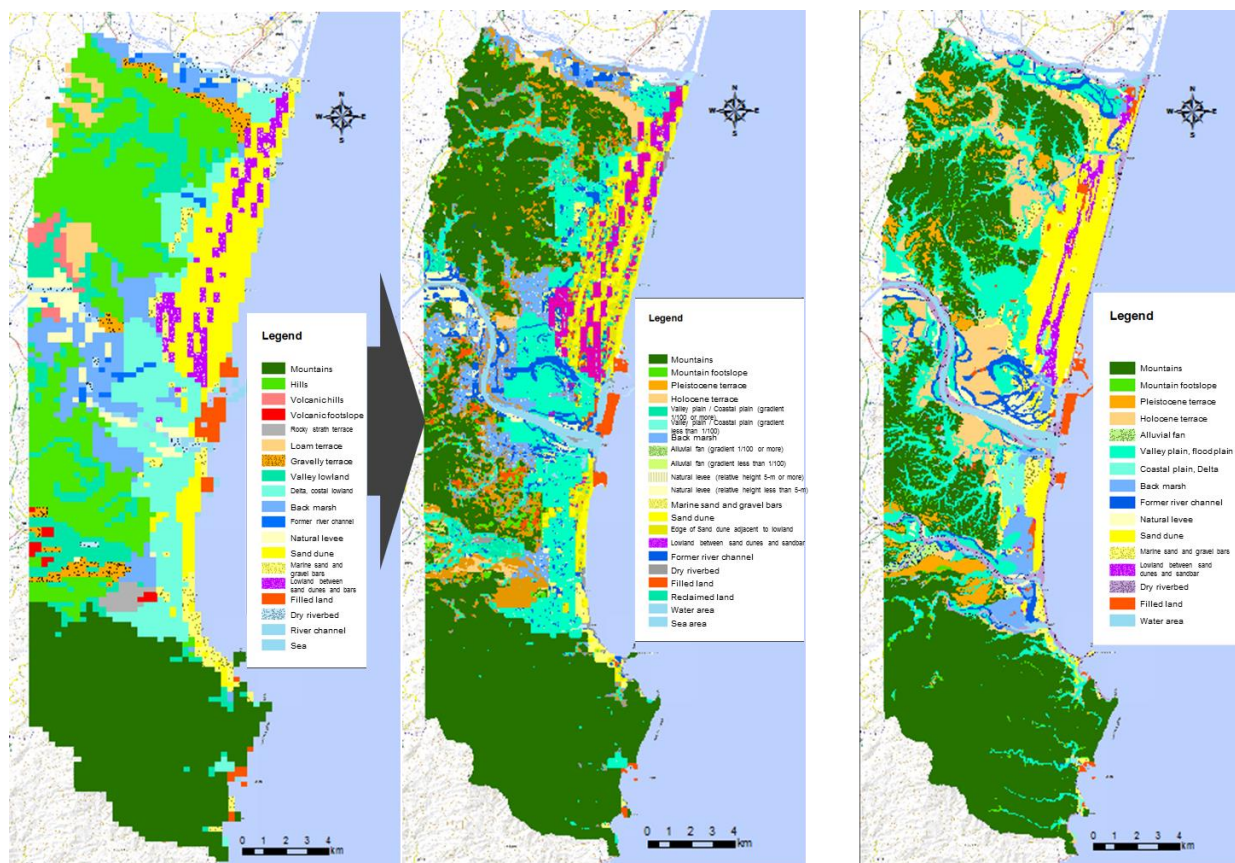 N
W E
S
Legend
Mountains
Hills
Volcanic hills
Volcanic footslope
Rocky strath terrace
Loam terrace
Gravelly terrace
Valley lowland
Delta, costal lowland
Back marsh
Former river channel
Natural levee
Sand dune
Marine sand and
gravel bars
Lowland between
sand dunes and bars
Filled land
Dry riverbed
River channel
Sea
0 1 2 3 4
km
N
W E
S
Legend
Mountains
Mountain footslope
Pleistocene terrace
Holocene terrace
Valley plain / Coastal plain (gradient
1/100 or more)
Valley plain / Coastal plain (gradient
less than 1/100)
Back marsh
Alluvial fan (gradient 1/100 or more)
Alluvial fan (gradient less than 1/100)
Natural levee (relative height 5-m or more)
Natural levee (relative height less than 5-m)
Marine sand and gravel bars
Sand dune
Edge of Sand dune adjacent to lowland
Lowland between sand dunes and sandbar
Former river channel
Dry riverbed
Filled land
Reclaimed land
Water area
Sea area
0 1 2 3 4
km
N
W E
S
Legend
Mountains
Mountain footslope
Pleistocene terrace
Holocene terrace
Alluvial fan
Valley plain, floodplain
Coastal plain, Delta
Back marsh
Former river channel
Natural levee
Sand dune
Marine sand and gravel bars
Lowland between sand
dunes and sandbar
Dry riverbed
Filled land
Water area
0 1 2 3 4
km